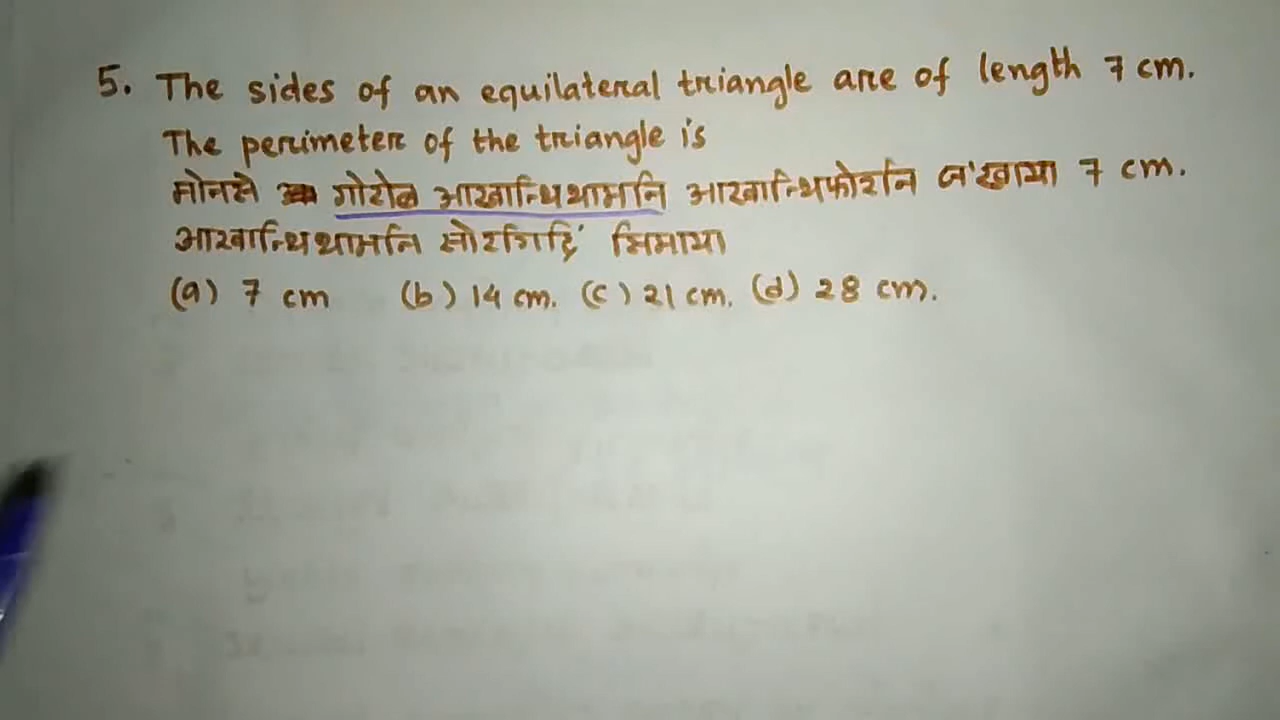 5. The sides of an equilateral triangle are of length 7 cm.
The perimeter of the triangle is
मोनसे गोरोब आखान्थिथामनि आखान्थिफोरनि ल'खाया 7 cm.
आखान्थिथामनि सोरगिदिं सिमाया
(a) 7 cm (b) 14 cm. (c) 21 cm. (d) 28 cm.